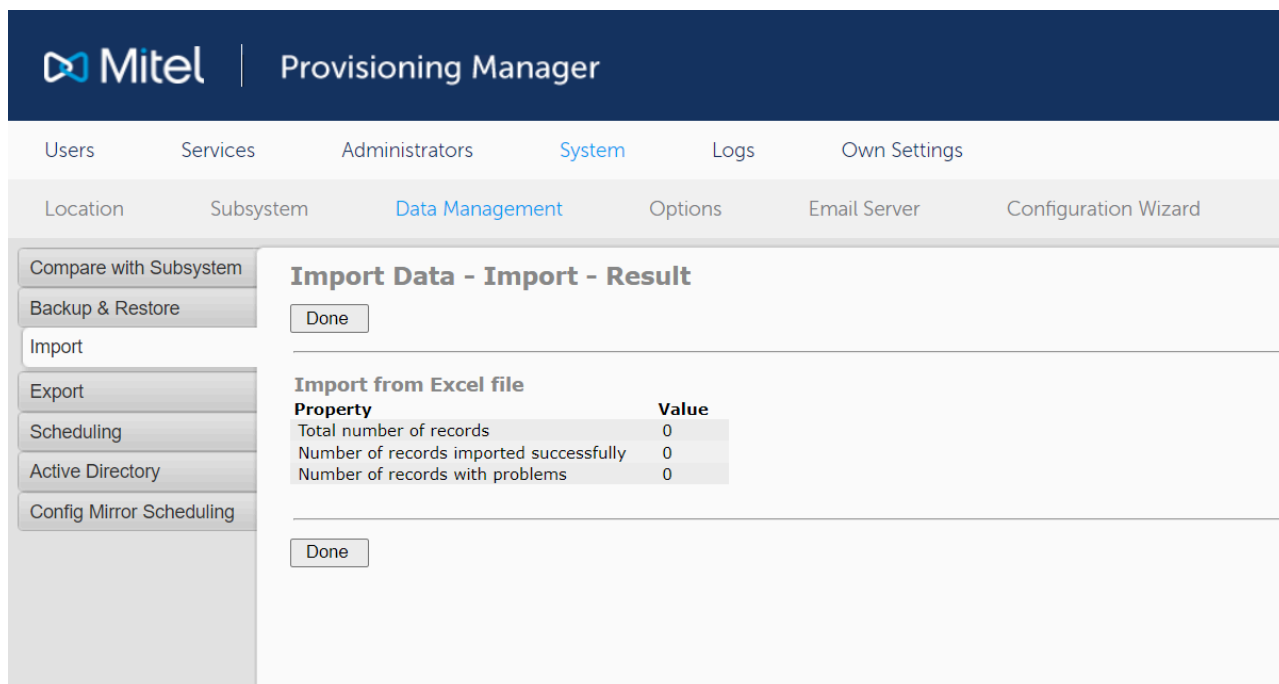 Mitel | Provisioning Manager
Users Services Administrators System Logs Own Settings
Location Subsystem Data Management Options Email Server Configuration Wizard
Compare with Subsystem
Backup & Restore
Import
Export
Scheduling
Active Directory
Config Mirror Scheduling
Import Data - Import - Result
Done
Import from Excel file
Property Value
Total number of records 0
Number of records imported successfully 0
Number of records with problems 0
Done